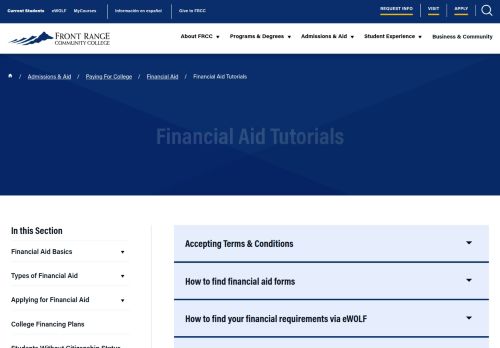 Current Students eWOLF MyCourses Información en español Give to FRCC REQUEST INFO VISIT APPLY
FRONT RANGE
COMMUNITY COLLEGE
About FRCC Programs & Degrees Admissions & Aid Student Experience Business & Community
/ Admissions & Aid / Paying For College / Financial Aid / Financial Aid Tutorials
Financial Aid Tutorials
In this Section
Financial Aid Basics
Types of Financial Aid
Applying for Financial Aid
College Financing Plans
Students Without Citizenship Status
Accepting Terms & Conditions
How to find financial aid forms
How to find your financial requirements via eWOLF